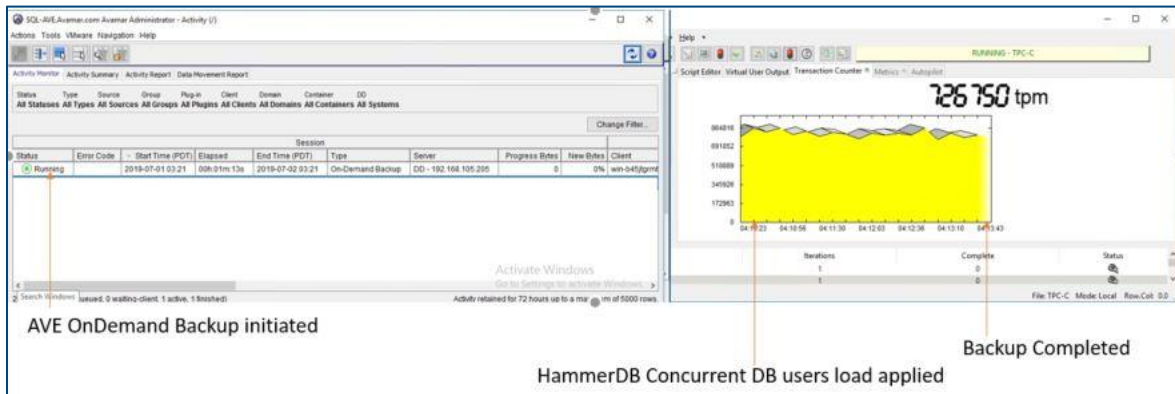 SQL-AVE.Avamar.com Avamar Administrator - Activity (/)
Actions Tools VMware Navigation Help
Activity Monitor Activity Summary Activity Report Data Movement Report
Status Type Source Group Plug-in Client Domain Container DD
All Statuses All Types All Sources All Groups All Plugins All Clients All Domains All Containers All Systems
Change Filter...
Session
Status Error Code Start Time (PDT) Elapsed End Time (PDT) Type Server Progress Bytes New Bytes Client
Running 2019-07-01 03:21 00h:01m:13s 2019-07-02 03:21 On-Demand Backup DD - 192.168.105.205 0 0%
Activate Windows
Go to Settings to activate Windows.
Search Windows queued, 0 waiting-client, 1 active, 1 finished)
Activity retained for 72 hours up to a of 5000 rows.
Help
RUNNING - TPC-C
Script Editor Virtual User Output Transaction Counter Metrics Autopilot
726750 tpm
864816
691852
518889
345926
172963
0
04:10:56 04:11:30 04:12:03 04:12:36 04:13:10
Iterations Complete Status
1 0
1 0
File: TPC-C Mode: Local Row.Col: 0.0
AVE OnDemand Backup initiated
Backup Completed
HammerDB Concurrent DB users load applied